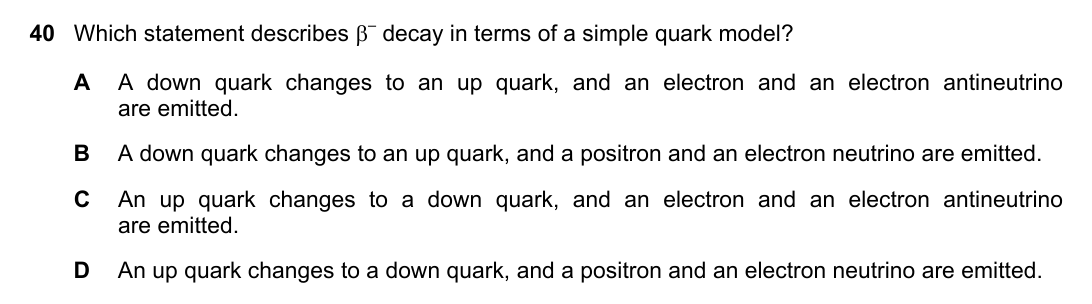 40 Which statement describes β⁻ decay in terms of a simple quark model?
A A down quark changes to an up quark, and an electron and an electron antineutrino
are emitted.
B A down quark changes to an up quark, and a positron and an electron neutrino are emitted.
C An up quark changes to a down quark, and an electron and an electron antineutrino
are emitted.
D An up quark changes to a down quark, and a positron and an electron neutrino are emitted.